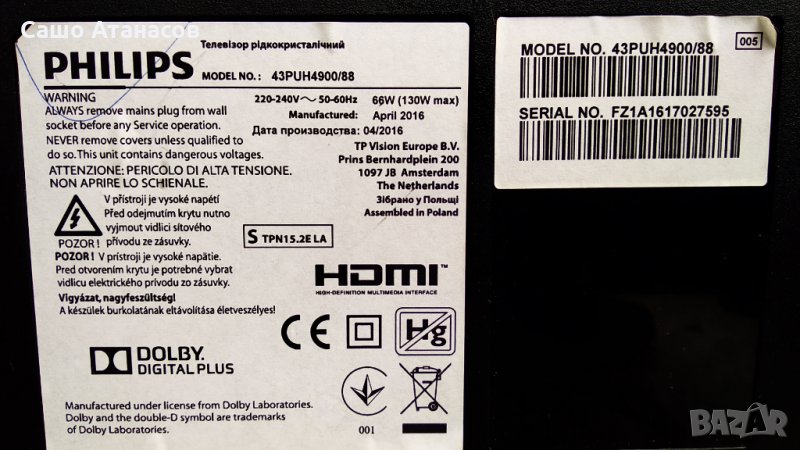 Сашо Атанасов
Телевізор рідкокристалічний
PHILIPS MODEL NO.: 43PUH4900/88
WARNING
ALWAYS remove mains plug from wall
socket before any Service operation.
NEVER remove covers unless qualified to
do so. This unit contains dangerous voltages.
ATTENZIONE: PERICOLO DI ALTA TENSIONE.
NON APRIRE LO SCHIENALE.
V přístroji je vysoké napětí
Před odejmutím krytu nutno
vyjmout vidlici síťového
POZOR! přívodu ze zásuvky.
POZOR! V prístroji je vysoké napätie.
Pred otvorením krytu je potrebné vybrat
vidlicu elektrického prívodu zo zásuvky.
Vigyázat, nagyfeszültség!
A készülek burkolatának eltávolítása életveszélyes!
220-240V~ 50-60Hz 66W (130W max)
Manufactured: April 2016
Дата производства: 04/2016
TP Vision Europe B.V.
Prins Bernhardplein 200
1097 JB Amsterdam
The Netherlands
Зібрано у Польщі
Assembled in Poland
S TPN15.2E LA
HDMI™
HIGH-DEFINITION MULTIMEDIA INTERFACE
CE
Hg
DOLBY
DIGITAL PLUS
Manufactured under license from Dolby Laboratories.
Dolby and the double-D symbol are trademarks
of Dolby Laboratories.
001
005
MODEL NO. 43PUH4900/88
SERIAL NO. FZ1A1617027595
BAZAR